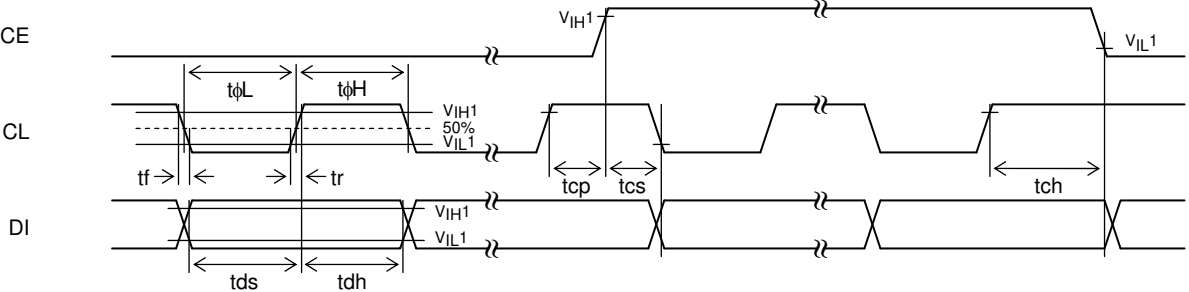 CE
VIH1
VIL1
tϕL
tϕH
CL
VIH1
50%
VIL1
tf
tr
tcp
tcs
tch
DI
VIH1
VIL1
tds
tdh